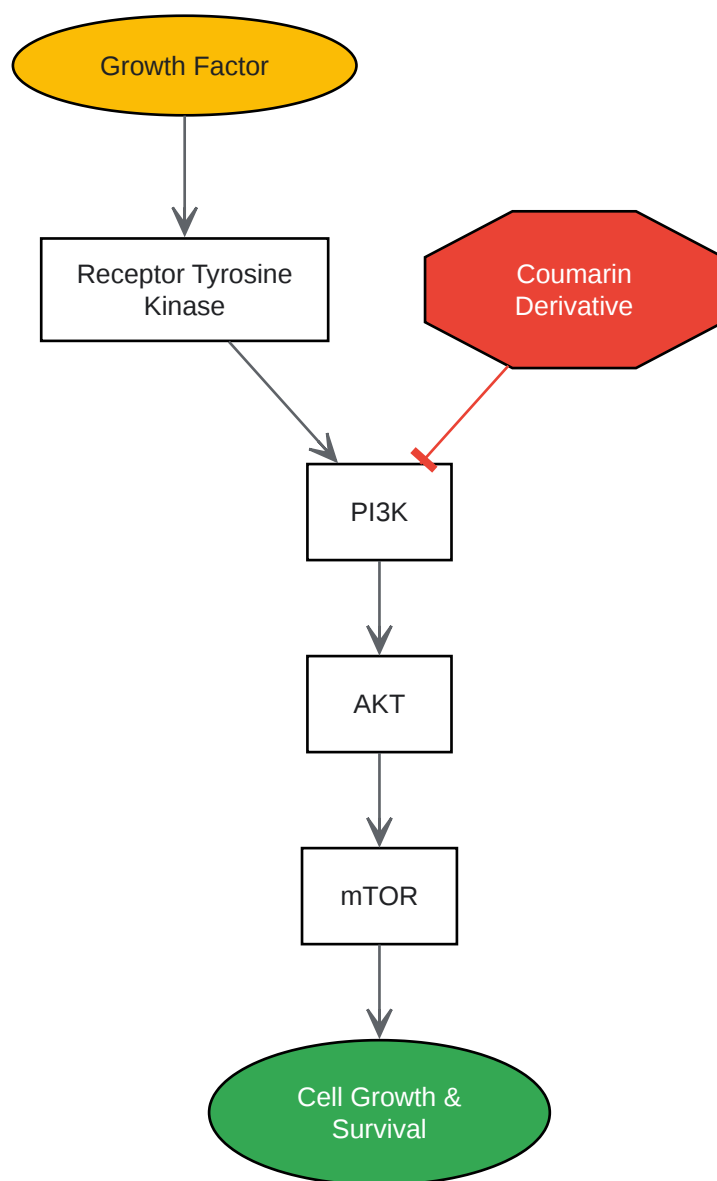 Growth Factor
Receptor Tyrosine
Kinase
Coumarin
Derivative
PI3K
AKT
mTOR
Cell Growth &
Survival